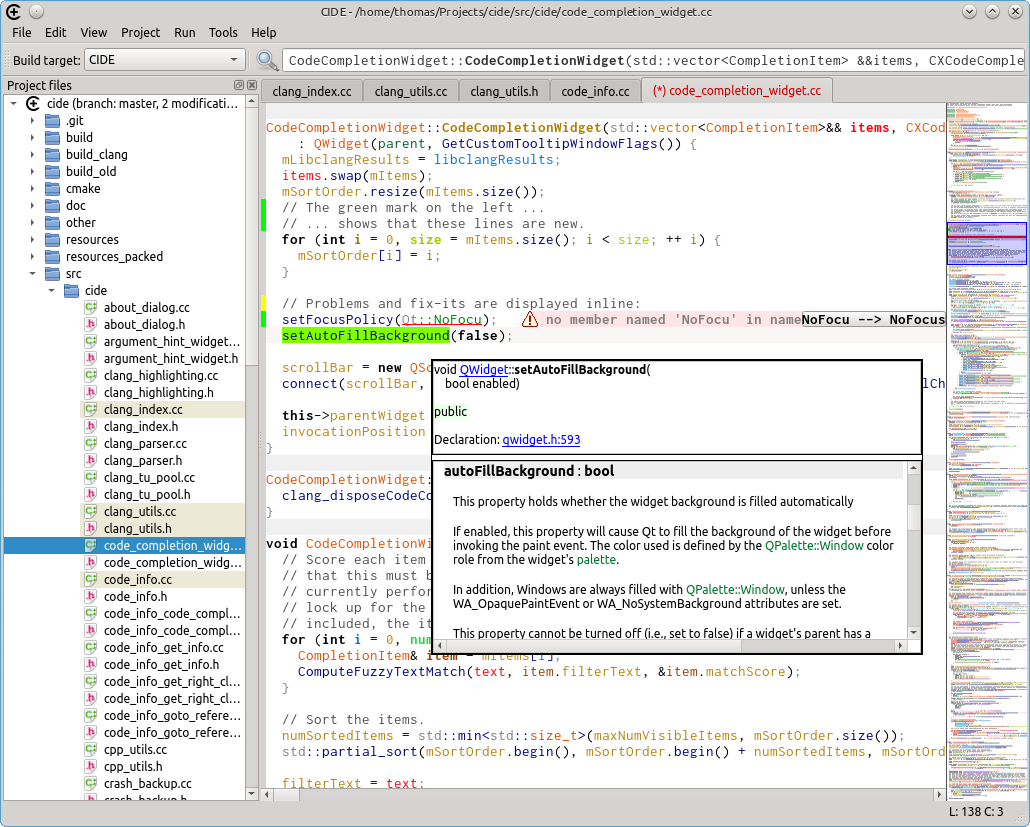 CIDE - /home/thomas/Projects/cide/src/cide/code_completion_widget.cc
File Edit View Project Run Tools Help
Build target: CIDE
CodeCompletionWidget::CodeCompletionWidget(std::vector<CompletionItem> &&items, CXCodeComple
Project files
cide (branch: master, 2 modificati...
.git
build
build_clang
build_old
cmake
doc
other
resources
resources_packed
src
cide
about_dialog.cc
about_dialog.h
argument_hint_widget...
argument_hint_widget.h
clang_highlighting.cc
clang_highlighting.h
clang_index.cc
clang_index.h
clang_parser.cc
clang_parser.h
clang_tu_pool.cc
clang_tu_pool.h
clang_utils.cc
clang_utils.h
code_completion_widg...
code_completion_widg...
code_info.cc
code_info.h
code_info_code_compl...
code_info_code_compl...
code_info_get_info.cc
code_info_get_info.h
code_info_get_right_cl...
code_info_get_right_cl...
code_info_goto_refere...
code_info_goto_refere...
cpp_utils.cc
cpp_utils.h
crash_backup.cc
crash_backup.h
clang_index.cc clang_utils.cc clang_utils.h code_info.cc (*) code_completion_widget.cc
CodeCompletionWidget::CodeCompletionWidget(std::vector<CompletionItem>&& items, CXCod
: QWidget(parent, GetCustomTooltipWindowFlags()) {
mLibclangResults = libclangResults;
items.swap(mItems);
mSortOrder.resize(mItems.size());
// The green mark on the left ...
// ... shows that these lines are new.
for (int i = 0, size = mItems.size(); i < size; ++ i) {
mSortOrder[i] = i;
}
// Problems and fix-its are displayed inline:
setFocusPolicy(Qt::NoFocu); no member named 'NoFocu' in name NoFocu --> NoFocus
setAutoFillBackground(false);
scrollBar = new QSc
connect(scrollBar, lCh
this->parentWidget
invocationPosition
}
CodeCompletionWidget
clang_disposeCodeCo
}
void CodeCompletionWi
// Score each item
// that this must b
// currently perfor
// lock up for the
// included, the it
for (int i = 0, num
CompletionItem& item = mItems[i];
ComputeFuzzyTextMatch(text, item.filterText, &item.matchScore);
}
// Sort the items.
numSortedItems = std::min<std::size_t>(maxNumVisibleItems, mSortOrder.size());
std::partial_sort(mSortOrder.begin(), mSortOrder.begin() + numSortedItems, mSortOrd
filterText = text;
void QWidget::setAutoFillBackground(
bool enabled)
public
Declaration: qwidget.h:593
autoFillBackground : bool
This property holds whether the widget background is filled automatically
If enabled, this property will cause Qt to fill the background of the widget before
invoking the paint event. The color used is defined by the QPalette::Window color
role from the widget's palette.
In addition, Windows are always filled with QPalette::Window, unless the
WA_OpaquePaintEvent or WA_NoSystemBackground attributes are set.
This property cannot be turned off (i.e., set to false) if a widget's parent has a
L: 138 C: 3